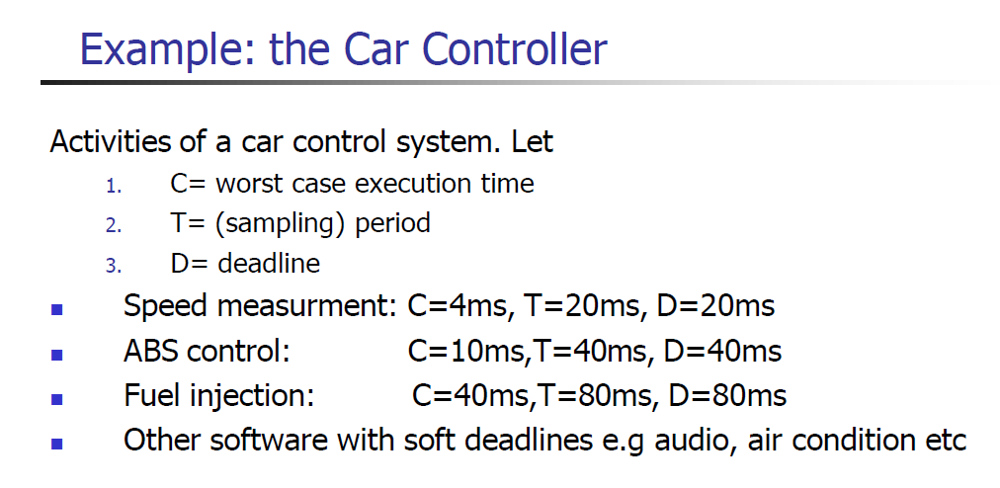 Example: the Car Controller
Activities of a car control system. Let
1. C= worst case execution time
2. T= (sampling) period
3. D= deadline
Speed measurment: C=4ms, T=20ms, D=20ms
ABS control: C=10ms,T=40ms, D=40ms
Fuel injection: C=40ms,T=80ms, D=80ms
Other software with soft deadlines e.g audio, air condition etc